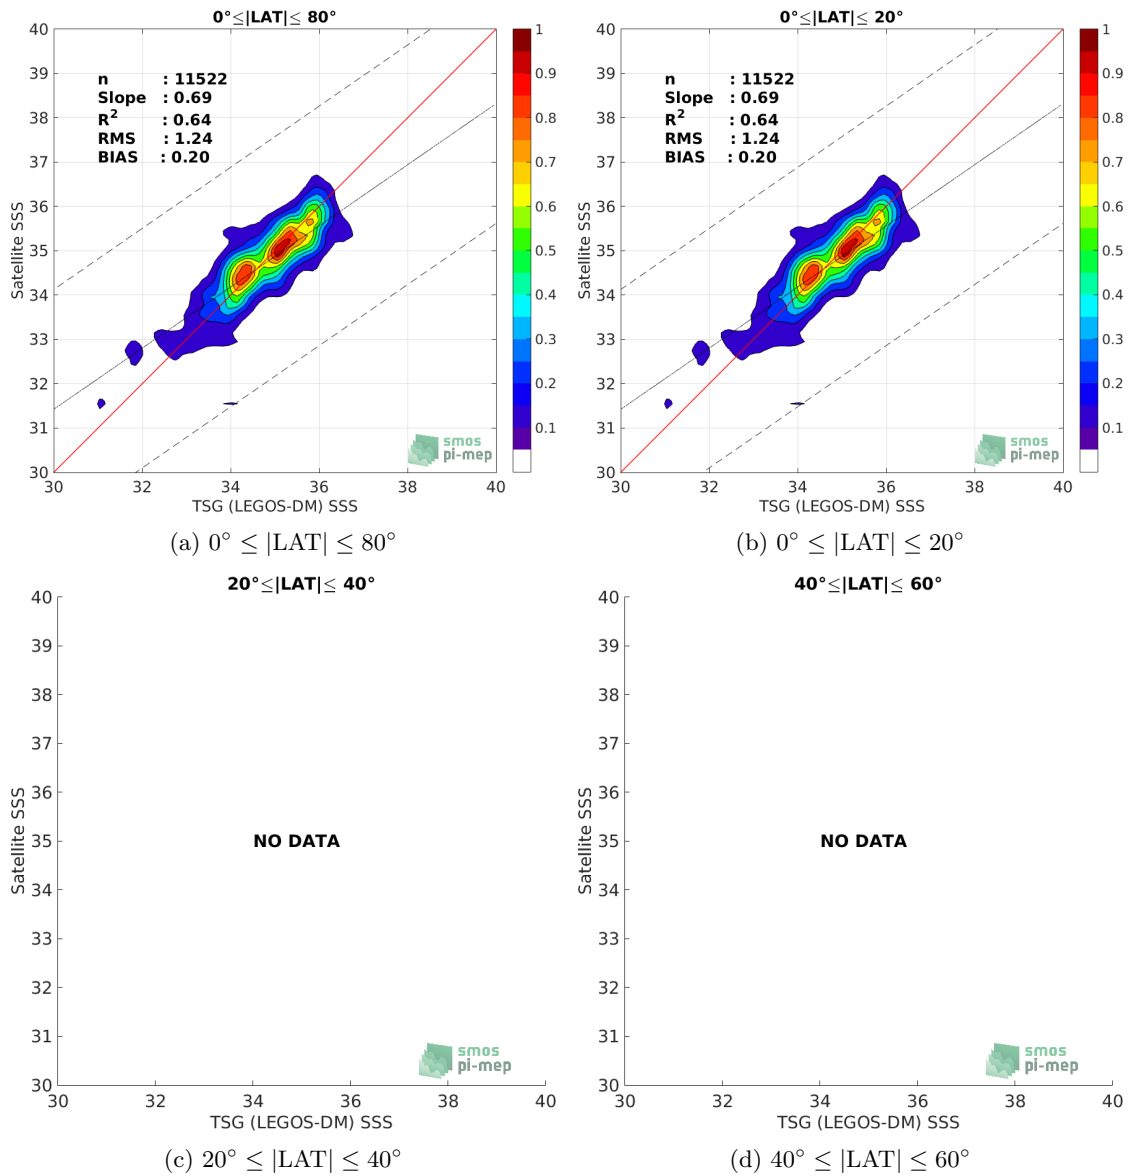 0°≤|LAT|≤ 80°
40
39
38
37
36
35
34
33
32
31
30
Satellite SSS
n : 11522
Slope : 0.69
R² : 0.64
RMS : 1.24
BIAS : 0.20
1
0.9
0.8
0.7
0.6
0.5
0.4
0.3
0.2
0.1
smos
pi-mep
30 32 34 36 38 40
TSG (LEGOS-DM) SSS
(a) 0° ≤ |LAT| ≤ 80°
0°≤|LAT|≤ 20°
40
39
38
37
36
35
34
33
32
31
30
Satellite SSS
n : 11522
Slope : 0.69
R² : 0.64
RMS : 1.24
BIAS : 0.20
1
0.9
0.8
0.7
0.6
0.5
0.4
0.3
0.2
0.1
smos
pi-mep
30 32 34 36 38 40
TSG (LEGOS-DM) SSS
(b) 0° ≤ |LAT| ≤ 20°
20°≤|LAT|≤ 40°
40
39
38
37
36
35
34
33
32
31
30
Satellite SSS
NO DATA
smos
pi-mep
30 32 34 36 38 40
TSG (LEGOS-DM) SSS
(c) 20° ≤ |LAT| ≤ 40°
40°≤|LAT|≤ 60°
40
39
38
37
36
35
34
33
32
31
30
Satellite SSS
NO DATA
smos
pi-mep
30 32 34 36 38 40
TSG (LEGOS-DM) SSS
(d) 40° ≤ |LAT| ≤ 60°